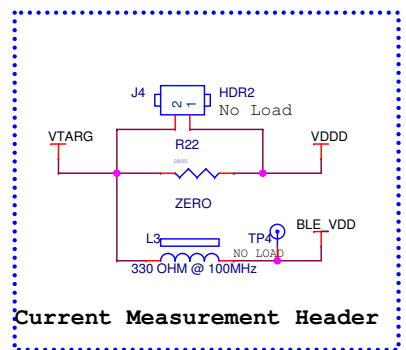 J4
HDR2
2 1
No Load
VTARG
R22
VDDD
0805
ZERO
BLE_VDD
L3
TP4
NO LOAD
330 OHM @ 100MHz
Current Measurement Header